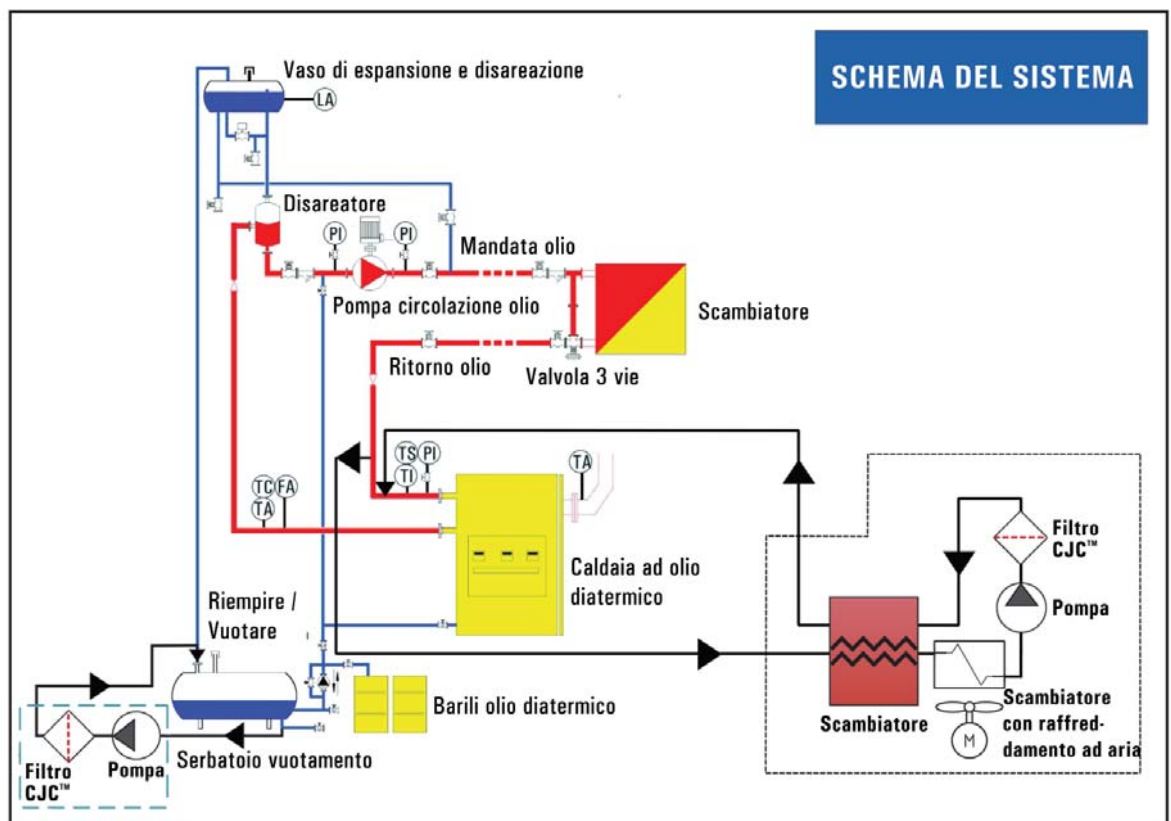 SCHEMA DEL SISTEMA
Vaso di espansione e disareazione
LA
Disareatore
PI
PI
Mandata olio
Pompa circolazione olio
Scambiatore
Ritorno olio
Valvola 3 vie
TS
PI
TI
TA
TC
FA
TA
Caldaia ad olio
diatermico
Filtro
CJC™
Pompa
Riempire /
Vuotare
Barili olio diatermico
Scambiatore
Scambiatore
con raffred-
damento ad aria
M
Serbatoio vuotamento
Filtro
CJC™
Pompa